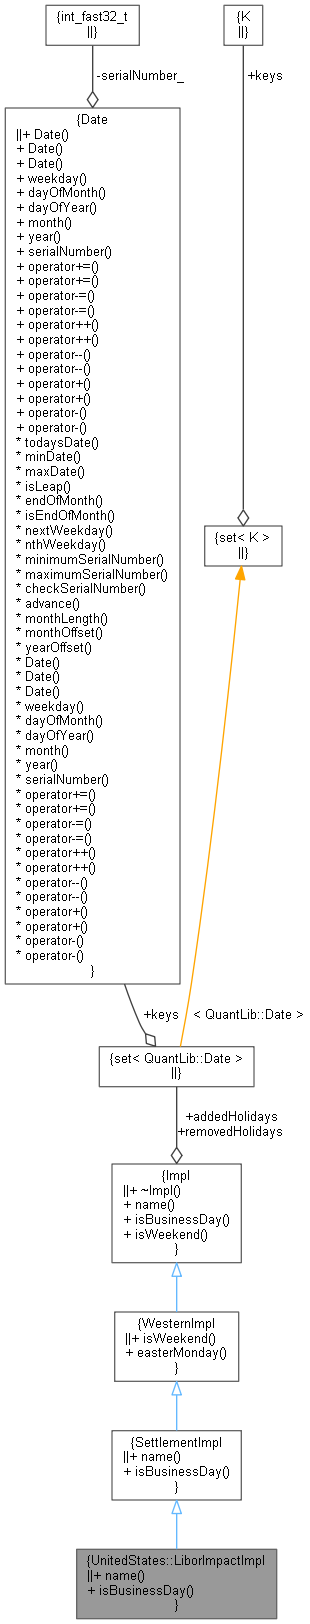 {int_fast32_t
||}
{K
||}
-serialNumber_
+keys
{Date
||+ Date()
+ Date()
+ Date()
+ weekday()
+ dayOfMonth()
+ dayOfYear()
+ month()
+ year()
+ serialNumber()
+ operator+=()
+ operator+=()
+ operator-=()
+ operator-=()
+ operator++()
+ operator++()
+ operator--()
+ operator--()
+ operator+()
+ operator+()
+ operator-()
+ operator-()
* todaysDate()
* minDate()
* maxDate()
* isLeap()
* endOfMonth()
* isEndOfMonth()
* nextWeekday()
* nthWeekday()
* minimumSerialNumber()
* maximumSerialNumber()
* checkSerialNumber()
* advance()
* monthLength()
* monthOffset()
* yearOffset()
* Date()
* Date()
* Date()
* weekday()
* dayOfMonth()
* dayOfYear()
* month()
* year()
* serialNumber()
* operator+=()
* operator+=()
* operator-=()
* operator-=()
* operator++()
* operator++()
* operator--()
* operator--()
* operator+()
* operator+()
* operator-()
* operator-()
}
{set< K >
||}
+keys
< QuantLib::Date >
{set< QuantLib::Date >
||}
+addedHolidays
+removedHolidays
{Impl
||+ ~Impl()
+ name()
+ isBusinessDay()
+ isWeekend()
}
{WesternImpl
||+ isWeekend()
+ easterMonday()
}
{SettlementImpl
||+ name()
+ isBusinessDay()
}
{UnitedStates::LiborImpactImpl
||+ name()
+ isBusinessDay()
}